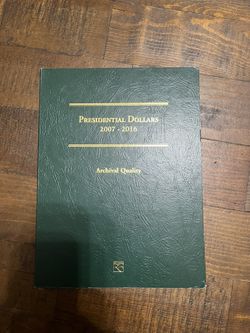 PRESIDENTIAL DOLLARS
2007 - 2016
Archival Quality